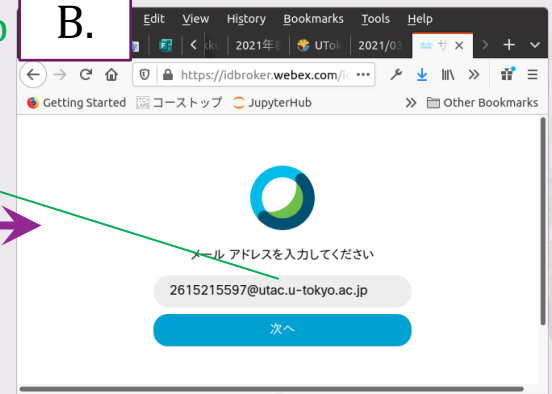 B.
Edit View History Bookmarks Tools Help
2021年 UTok 2021/03 サ
https://idbroker.webex.com/
Getting Started コーストップ JupyterHub Other Bookmarks
メール アドレスを入力してください
2615215597@utac.u-tokyo.ac.jp
次へ